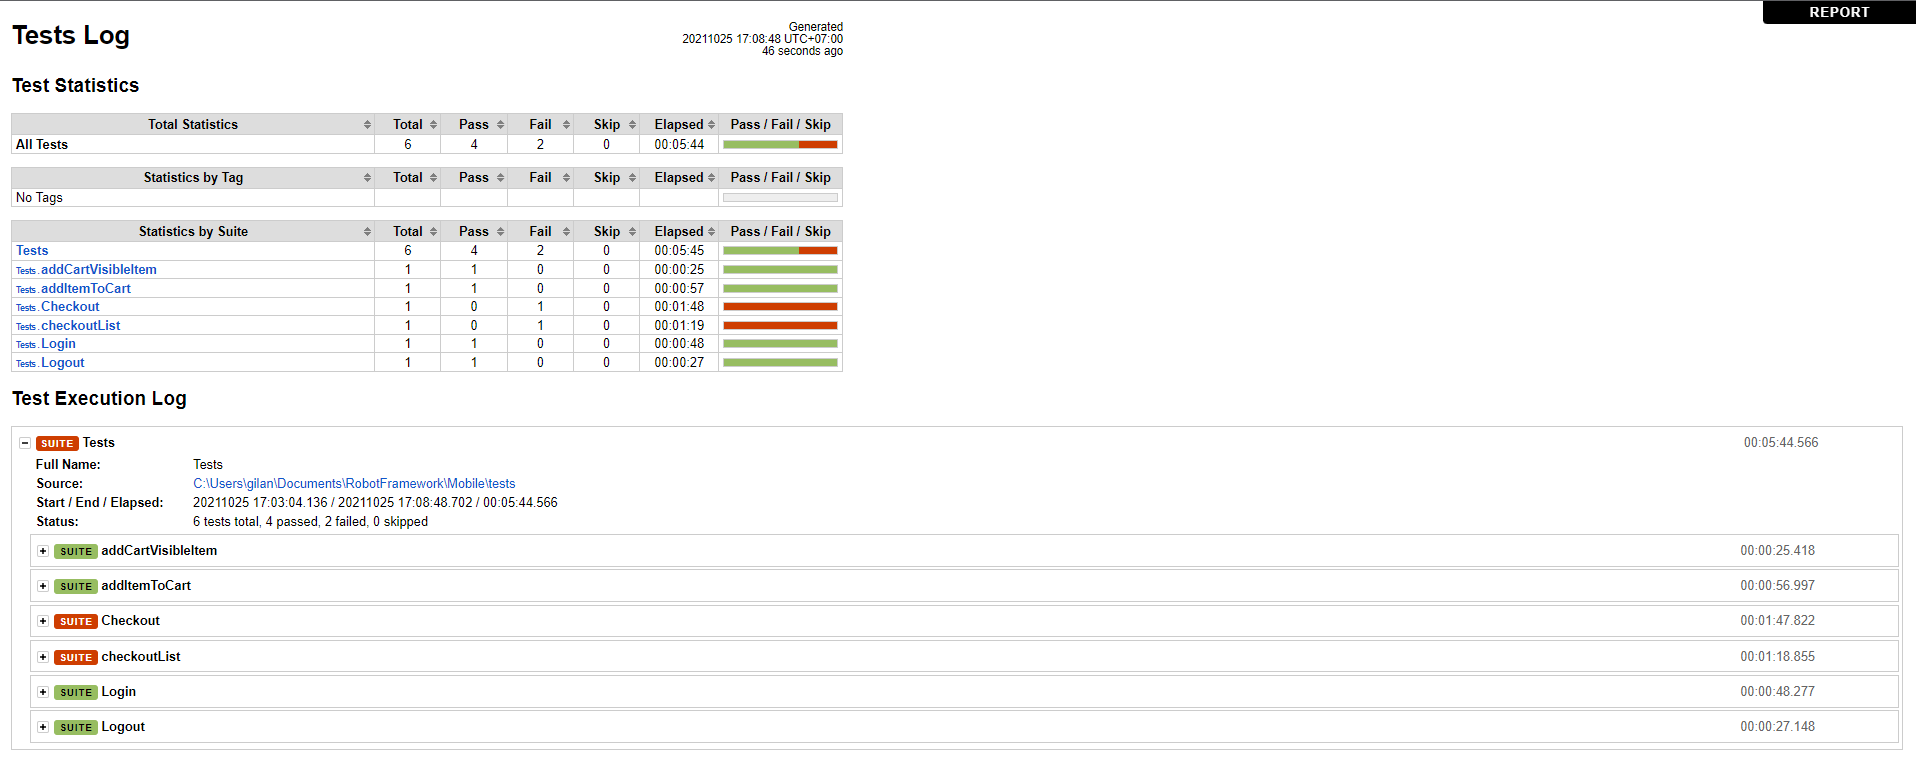 REPORT
Tests Log
Generated
20211025 17:08:48 UTC+07:00
46 seconds ago
Test Statistics
Total Statistics Total Pass Fail Skip Elapsed Pass / Fail / Skip
All Tests 6 4 2 0 00:05:44
Statistics by Tag Total Pass Fail Skip Elapsed Pass / Fail / Skip
No Tags
Statistics by Suite Total Pass Fail Skip Elapsed Pass / Fail / Skip
Tests 6 4 2 0 00:05:45
Tests . addCartVisibleItem 1 1 0 0 00:00:25
Tests . addItemToCart 1 1 0 0 00:00:57
Tests . Checkout 1 0 1 0 00:01:48
Tests . checkoutList 1 0 1 0 00:01:19
Tests . Login 1 1 0 0 00:00:48
Tests . Logout 1 1 0 0 00:00:27
Test Execution Log
SUITE Tests 00:05:44.566
Full Name: Tests
Source: C:\Users\gilan\Documents\RobotFramework\Mobile\tests
Start / End / Elapsed: 20211025 17:03:04.136 / 20211025 17:08:48.702 / 00:05:44.566
Status: 6 tests total, 4 passed, 2 failed, 0 skipped
SUITE addCartVisibleItem 00:00:25.418
SUITE addItemToCart 00:00:56.997
SUITE Checkout 00:01:47.822
SUITE checkoutList 00:01:18.855
SUITE Login 00:00:48.277
SUITE Logout 00:00:27.148